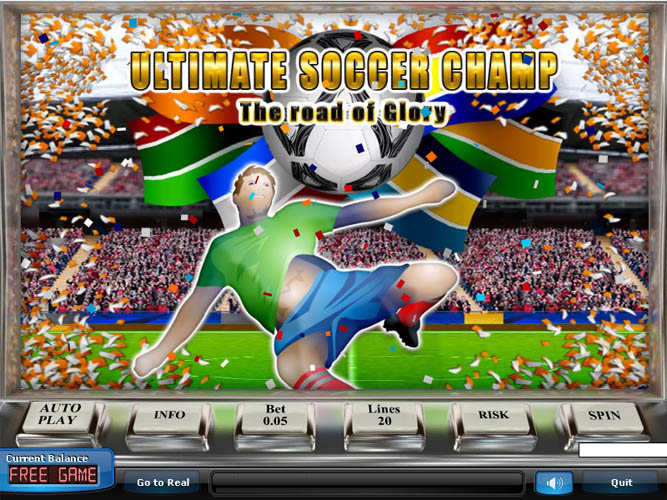 ULTIMATE SOCCER CHAMP
The road of Glory
AUTO
PLAY
INFO
Bet
0.05
Lines
20
RISK
SPIN
Current Balance
FREE GAME
Go to Real
Quit